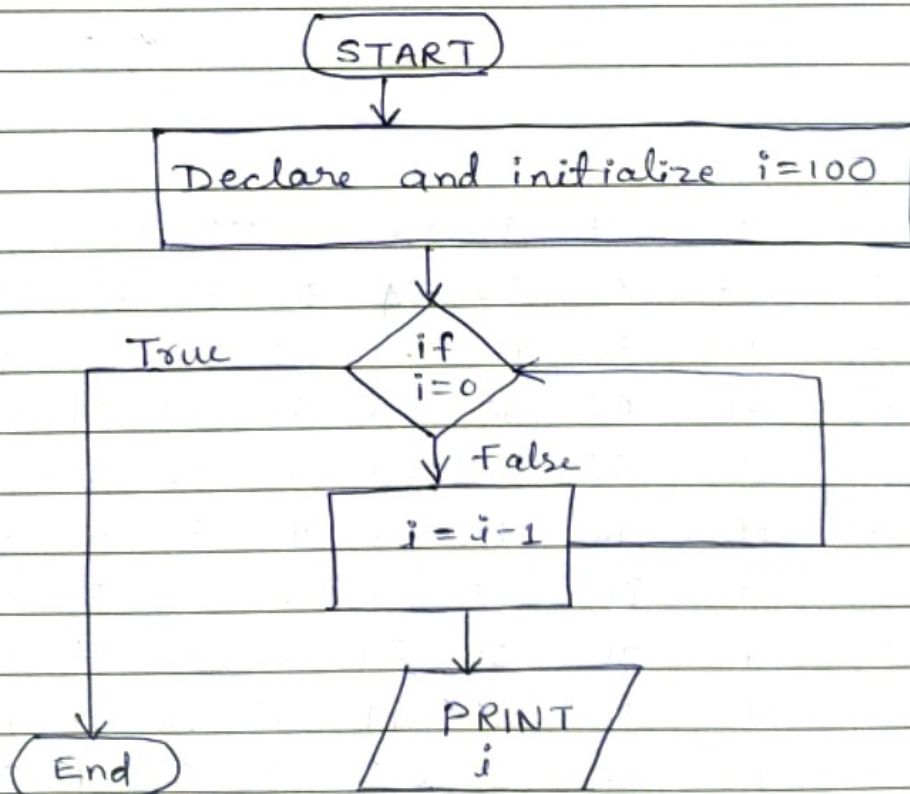 START
Declare and initialize i=100
True
if
i=0
False
i = i-1
PRINT
i
End